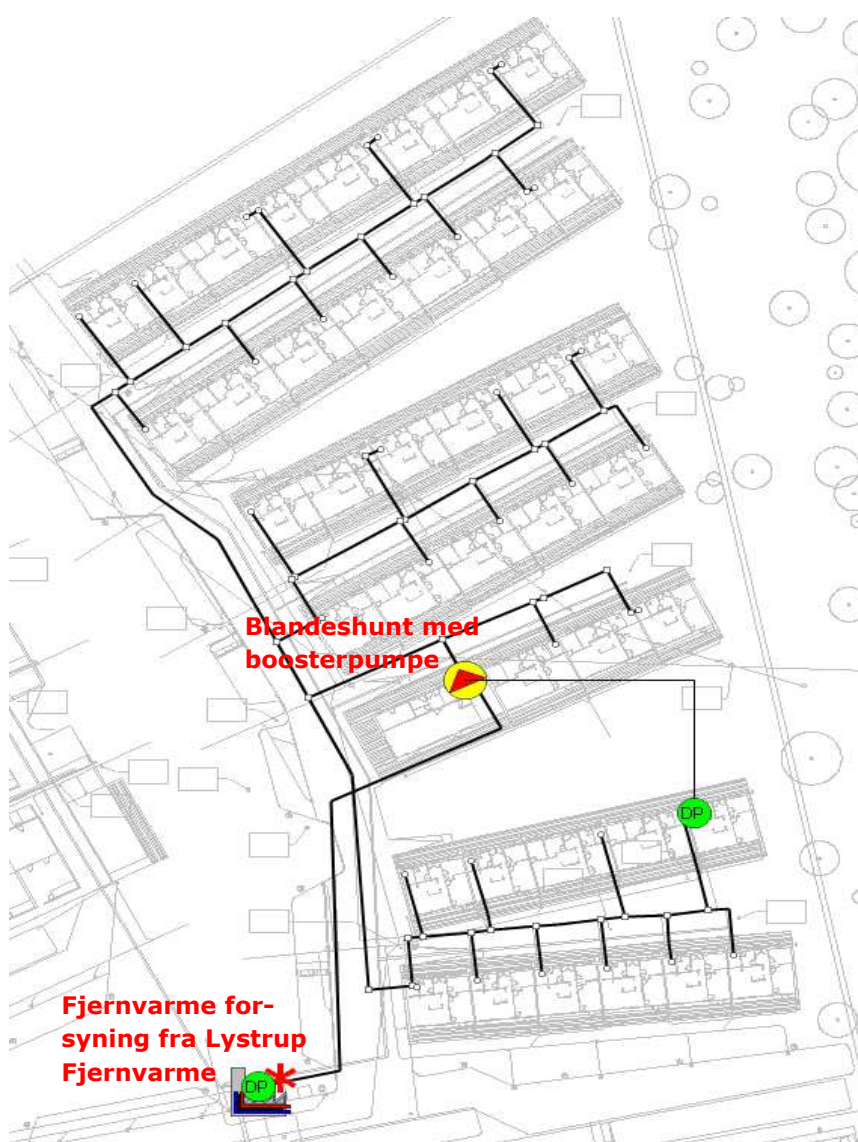 Blandeshunt med
boosterpumpe
DP
Fjernvarme for-
syning fra Lystrup
Fjernvarme
DP